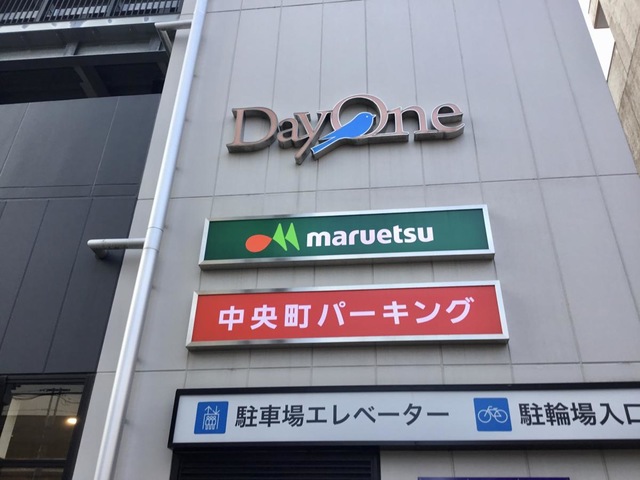 DayOne
maruetsu
中央町パーキング
駐車場エレベーター 駐輪場入口